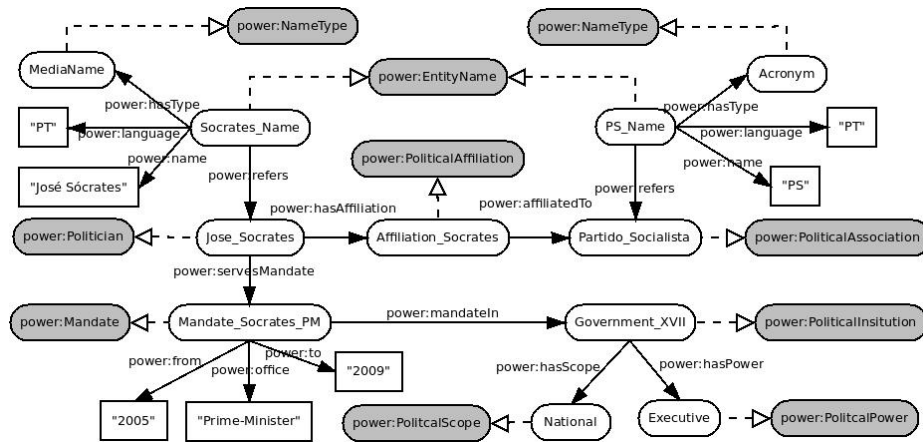 power:NameType
power:NameType
MediaName
power:EntityName
Acronym
power:hasType
power:hasType
"PT"
power:language
Socrates_Name
PS_Name
power:language
"PT"
power:name
power:name
"José Sócrates"
power:refers
power:PoliticalAffiliation
power:refers
"PS"
power:hasAffiliation
power:affiliatedTo
power:Politician
Jose_Socrates
Affiliation_Socrates
Partido_Socialista
power:PoliticalAssociation
power:servesMandate
power:Mandate
Mandate_Socrates_PM
power:mandateIn
Government_XVII
power:PoliticalInsitution
power:from
power:office
power:to
"2009"
power:hasScope
power:hasPower
"2005"
"Prime-Minister"
power:PolitcalScope
National
Executive
power:PolitcalPower